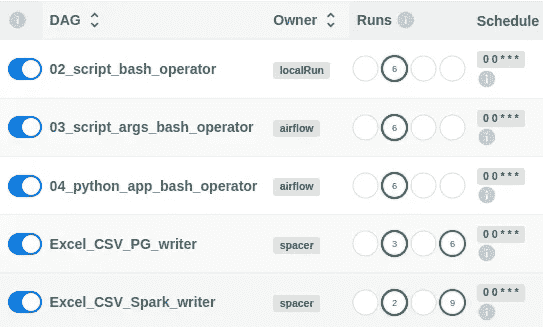 DAG Owner Runs Schedule
02_script_bash_operator localRun 6 0 0 * * *
03_script_args_bash_operator airflow 6 0 0 * * *
04_python_app_bash_operator airflow 6 0 0 * * *
Excel_CSV_PG_writer spacer 3 6 0 0 * * *
Excel_CSV_Spark_writer spacer 2 9 0 0 * * *